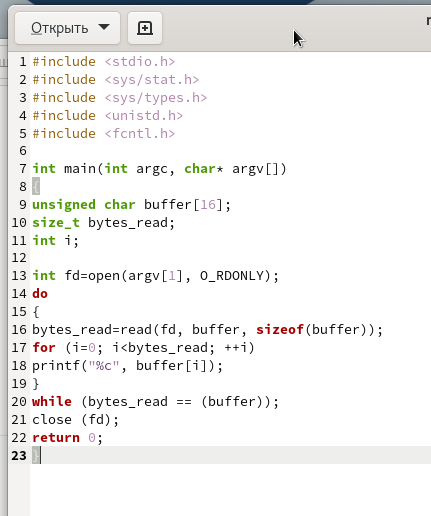 Открыть
1 #include <stdio.h>
2 #include <sys/stat.h>
3 #include <sys/types.h>
4 #include <unistd.h>
5 #include <fcntl.h>
6
7 int main(int argc, char* argv[])
8 {
9 unsigned char buffer[16];
10 size_t bytes_read;
11 int i;
12
13 int fd=open(argv[1], O_RDONLY);
14 do
15 {
16 bytes_read=read(fd, buffer, sizeof(buffer));
17 for (i=0; i<bytes_read; ++i)
18 printf("%c", buffer[i]);
19 }
20 while (bytes_read == (buffer));
21 close (fd);
22 return 0;
23 }